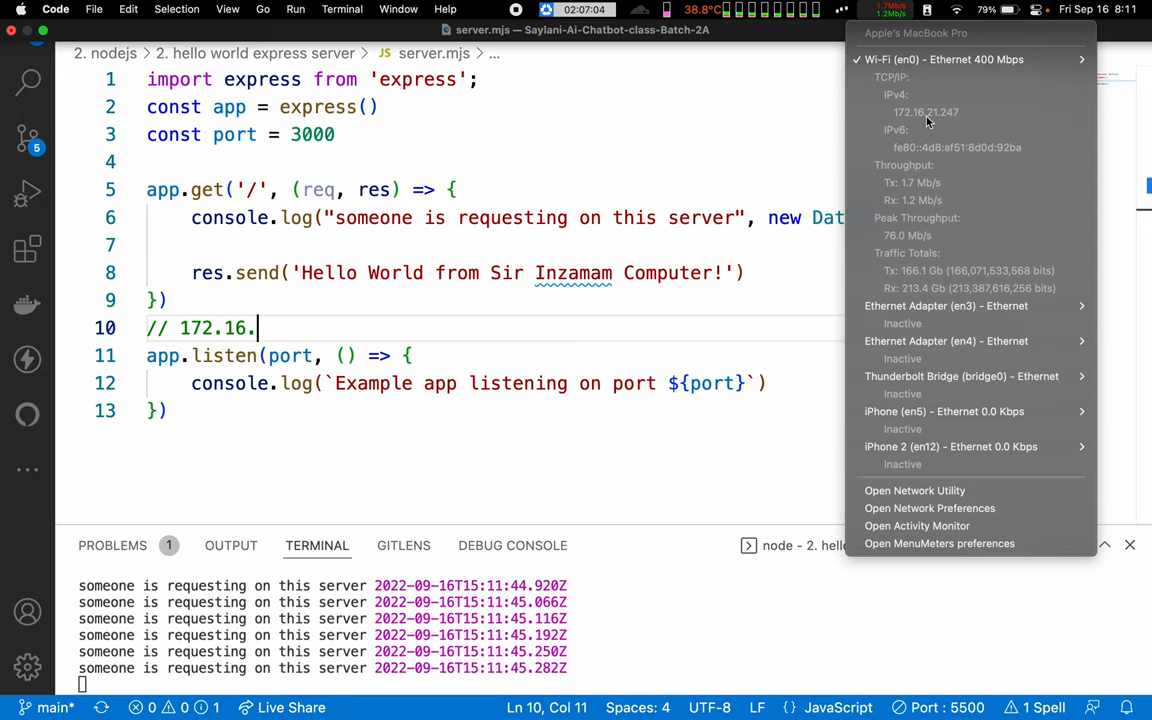 Code File Edit Selection View Go Run Terminal Window Help 02:07:04 38.8°C 1.7Mb/s 1.2Mb/s 79% Fri Sep 16 8:11
server.mjs — Saylani-Ai-Chatbot-class-Batch-2A
2. nodejs > 2. hello world express server > JS server.mjs > ...
1 import express from 'express';
2 const app = express()
3 const port = 3000
4
5 app.get('/', (req, res) => {
6 console.log("someone is requesting on this server", new Dat
7
8 res.send('Hello World from Sir Inzamam Computer!')
9 })
10 // 172.16.
11 app.listen(port, () => {
12 console.log(`Example app listening on port ${port}`)
13 })
5
Apple's MacBook Pro
✓ Wi-Fi (en0) - Ethernet 400 Mbps >
TCP/IP:
IPv4:
172.16.21.247
IPv6:
fe80::4d8:af51:8d0d:92ba
Throughput:
Tx: 1.7 Mb/s
Rx: 1.2 Mb/s
Peak Throughput:
76.0 Mb/s
Traffic Totals:
Tx: 166.1 Gb (166,071,533,568 bits)
Rx: 213.4 Gb (213,387,616,256 bits)
Ethernet Adapter (en3) - Ethernet >
Inactive
Ethernet Adapter (en4) - Ethernet >
Inactive
Thunderbolt Bridge (bridge0) - Ethernet >
Inactive
iPhone (en5) - Ethernet 0.0 Kbps >
Inactive
iPhone 2 (en12) - Ethernet 0.0 Kbps >
Inactive
Open Network Utility
Open Network Preferences
Open Activity Monitor
Open MenuMeters preferences
PROBLEMS 1 OUTPUT TERMINAL GITLENS DEBUG CONSOLE node - 2. hell
someone is requesting on this server 2022-09-16T15:11:44.920Z
someone is requesting on this server 2022-09-16T15:11:45.066Z
someone is requesting on this server 2022-09-16T15:11:45.116Z
someone is requesting on this server 2022-09-16T15:11:45.192Z
someone is requesting on this server 2022-09-16T15:11:45.250Z
someone is requesting on this server 2022-09-16T15:11:45.282Z
main* 0 0 1 Live Share Ln 10, Col 11 Spaces: 4 UTF-8 LF {} JavaScript Port : 5500 1 Spell